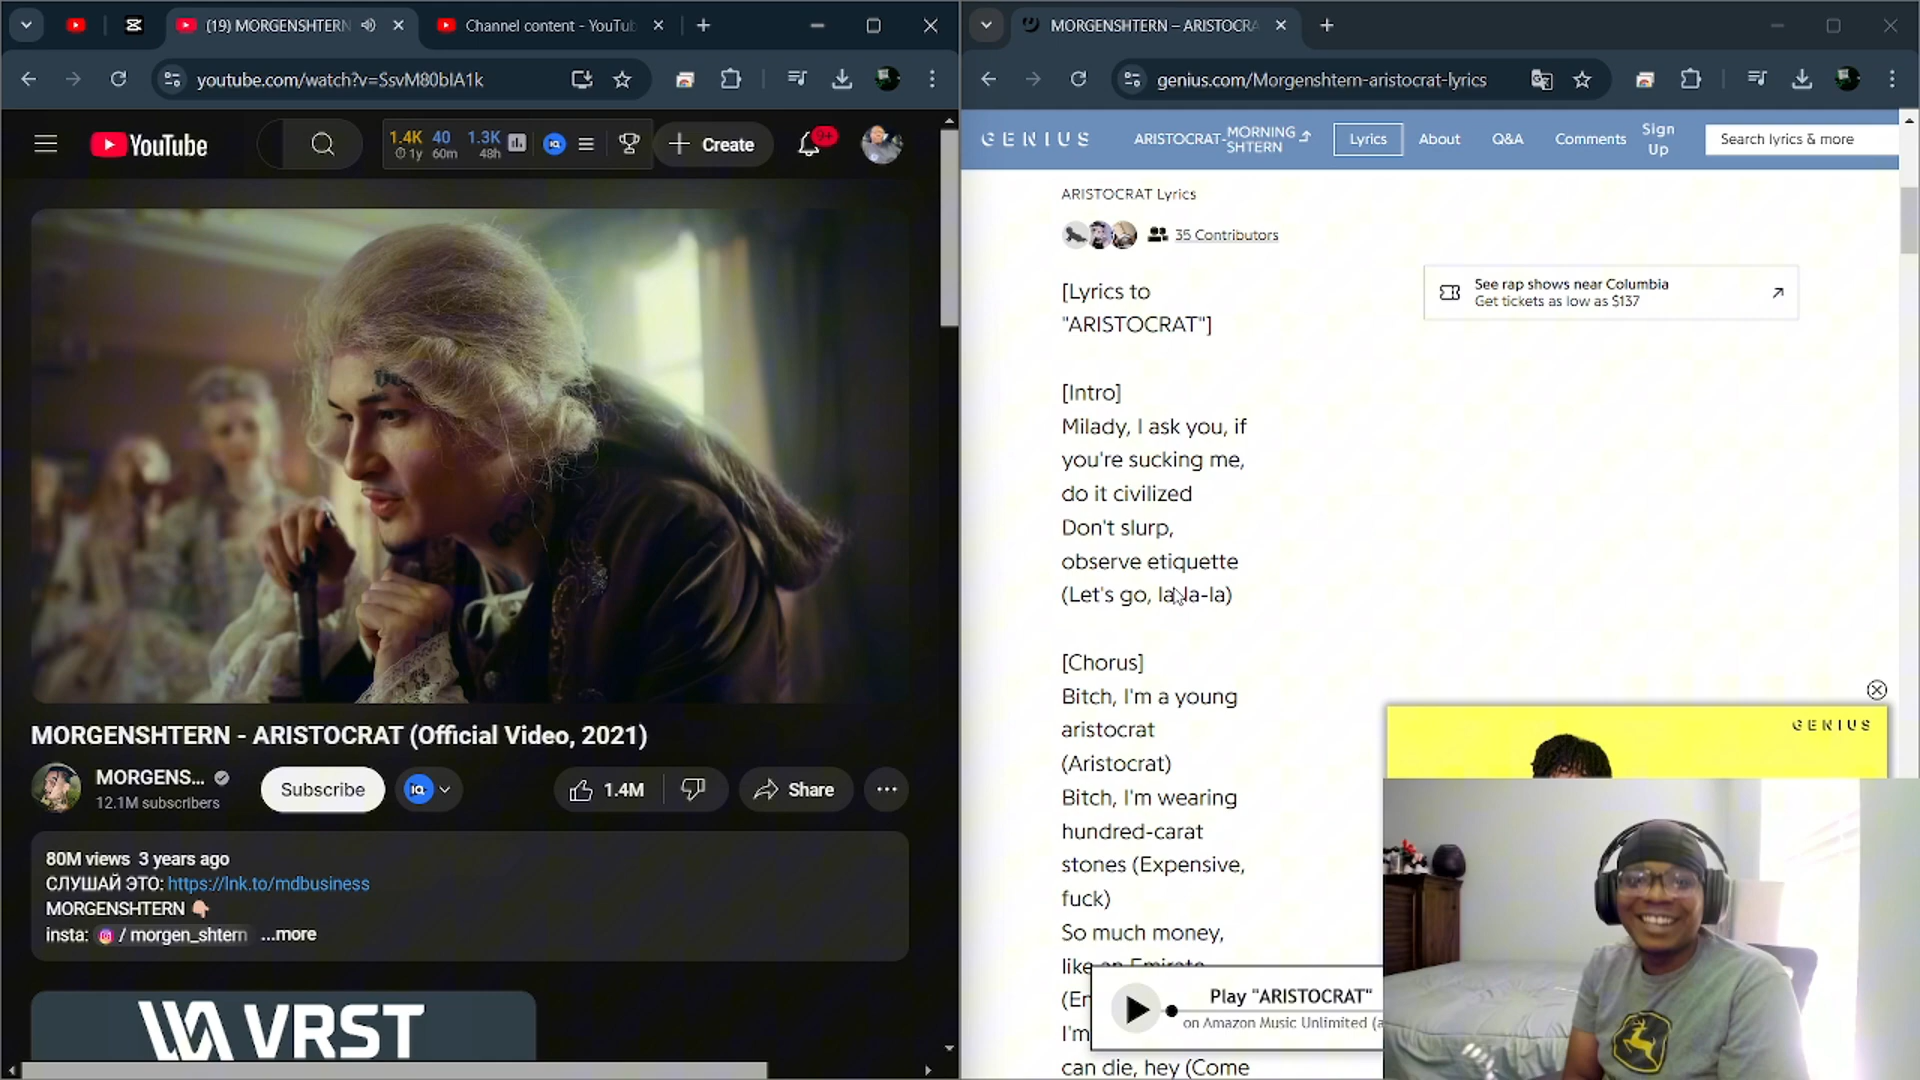 (19) MORGENSHTERN
Channel content - YouTub
youtube.com/watch?v=SsvM80bIA1k
YouTube
1.4K 40 1.3K
1y 60m 48h
Create
9+
MORGENSHTERN - ARISTOCRAT (Official Video, 2021)
MORGENS...
12.1M subscribers
Subscribe
1.4M
Share
80M views 3 years ago
СЛУШАЙ ЭТО: https://lnk.to/mdbusiness
MORGENSHTERN
insta: / morgen_shtern ...more
VRST
MORGENSHTERN – ARISTOCRA
genius.com/Morgenshtern-aristocrat-lyrics
GENIUS
ARISTOCRAT-MORNING SHTERN
Lyrics
About
Q&A
Comments
Sign Up
Search lyrics & more
ARISTOCRAT Lyrics
35 Contributors
See rap shows near Columbia
Get tickets as low as $137
[Lyrics to
"ARISTOCRAT"]
[Intro]
Milady, I ask you, if
you're sucking me,
do it civilized
Don't slurp,
observe etiquette
(Let's go, la-la-la)
[Chorus]
Bitch, I'm a young
aristocrat
(Aristocrat)
Bitch, I'm wearing
hundred-carat
stones (Expensive,
fuck)
So much money,
like an Emirate
I'm
can die, hey (Come
Play "ARISTOCRAT"
on Amazon Music Unlimited (a
GENIUS